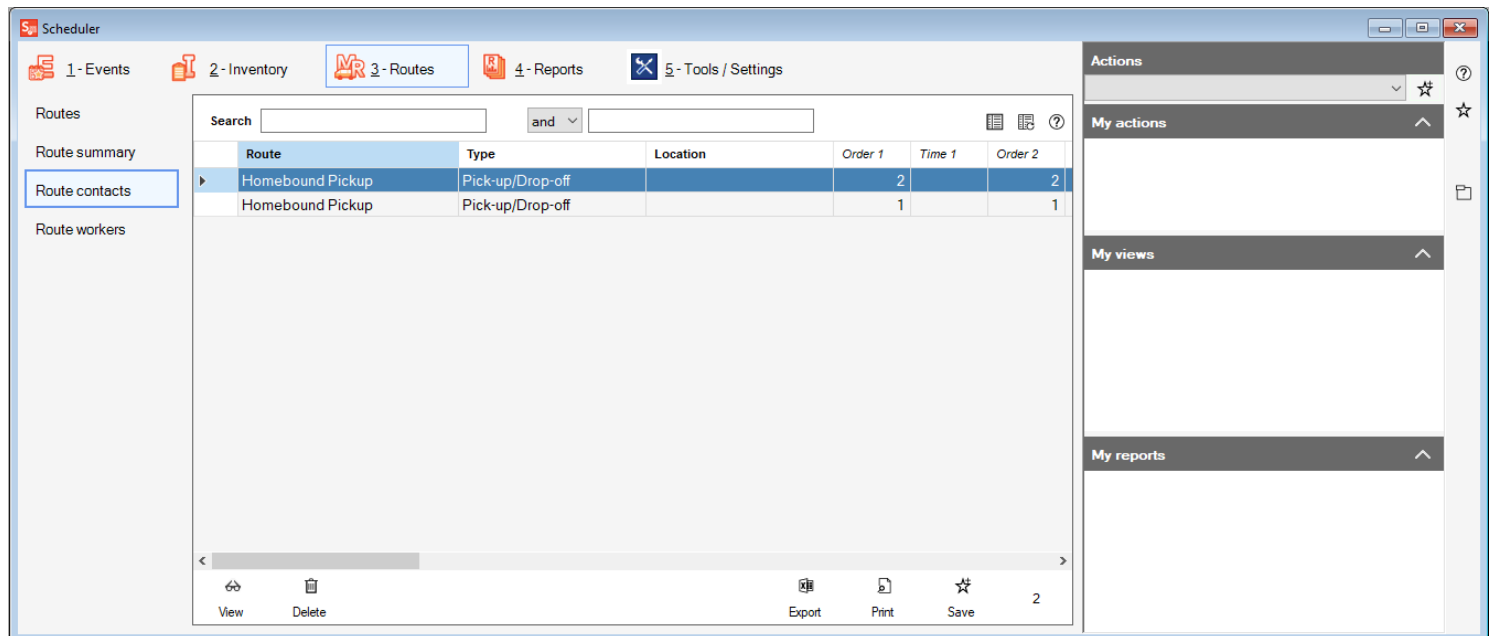 Scheduler
1 - Events 2 - Inventory 3 - Routes 4 - Reports 5 - Tools / Settings
Routes
Route summary
Route contacts
Route workers
Search and
Route Type Location Order 1 Time 1 Order 2
Homebound Pickup Pick-up/Drop-off 2 2
Homebound Pickup Pick-up/Drop-off 1 1
View Delete Export Print Save 2
Actions
My actions
My views
My reports